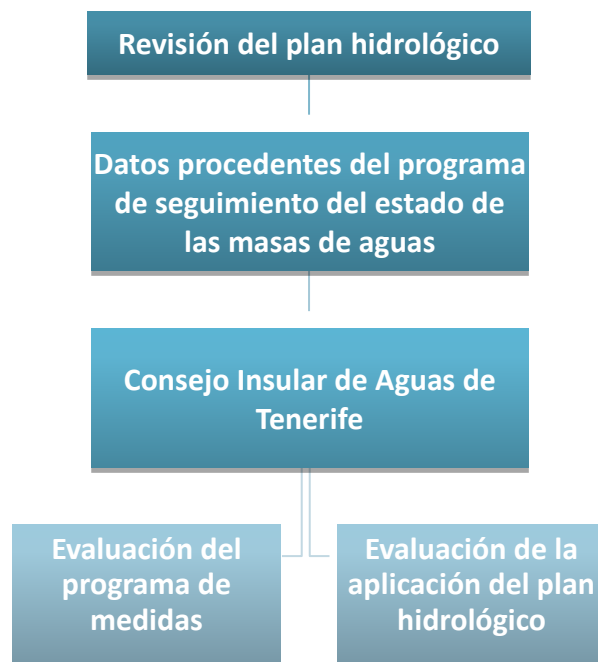 Revisión del plan hidrológico
Datos procedentes del programa
de seguimiento del estado de
las masas de aguas
Consejo Insular de Aguas de
Tenerife
Evaluación del
programa de
medidas
Evaluación de la
aplicación del plan
hidrológico